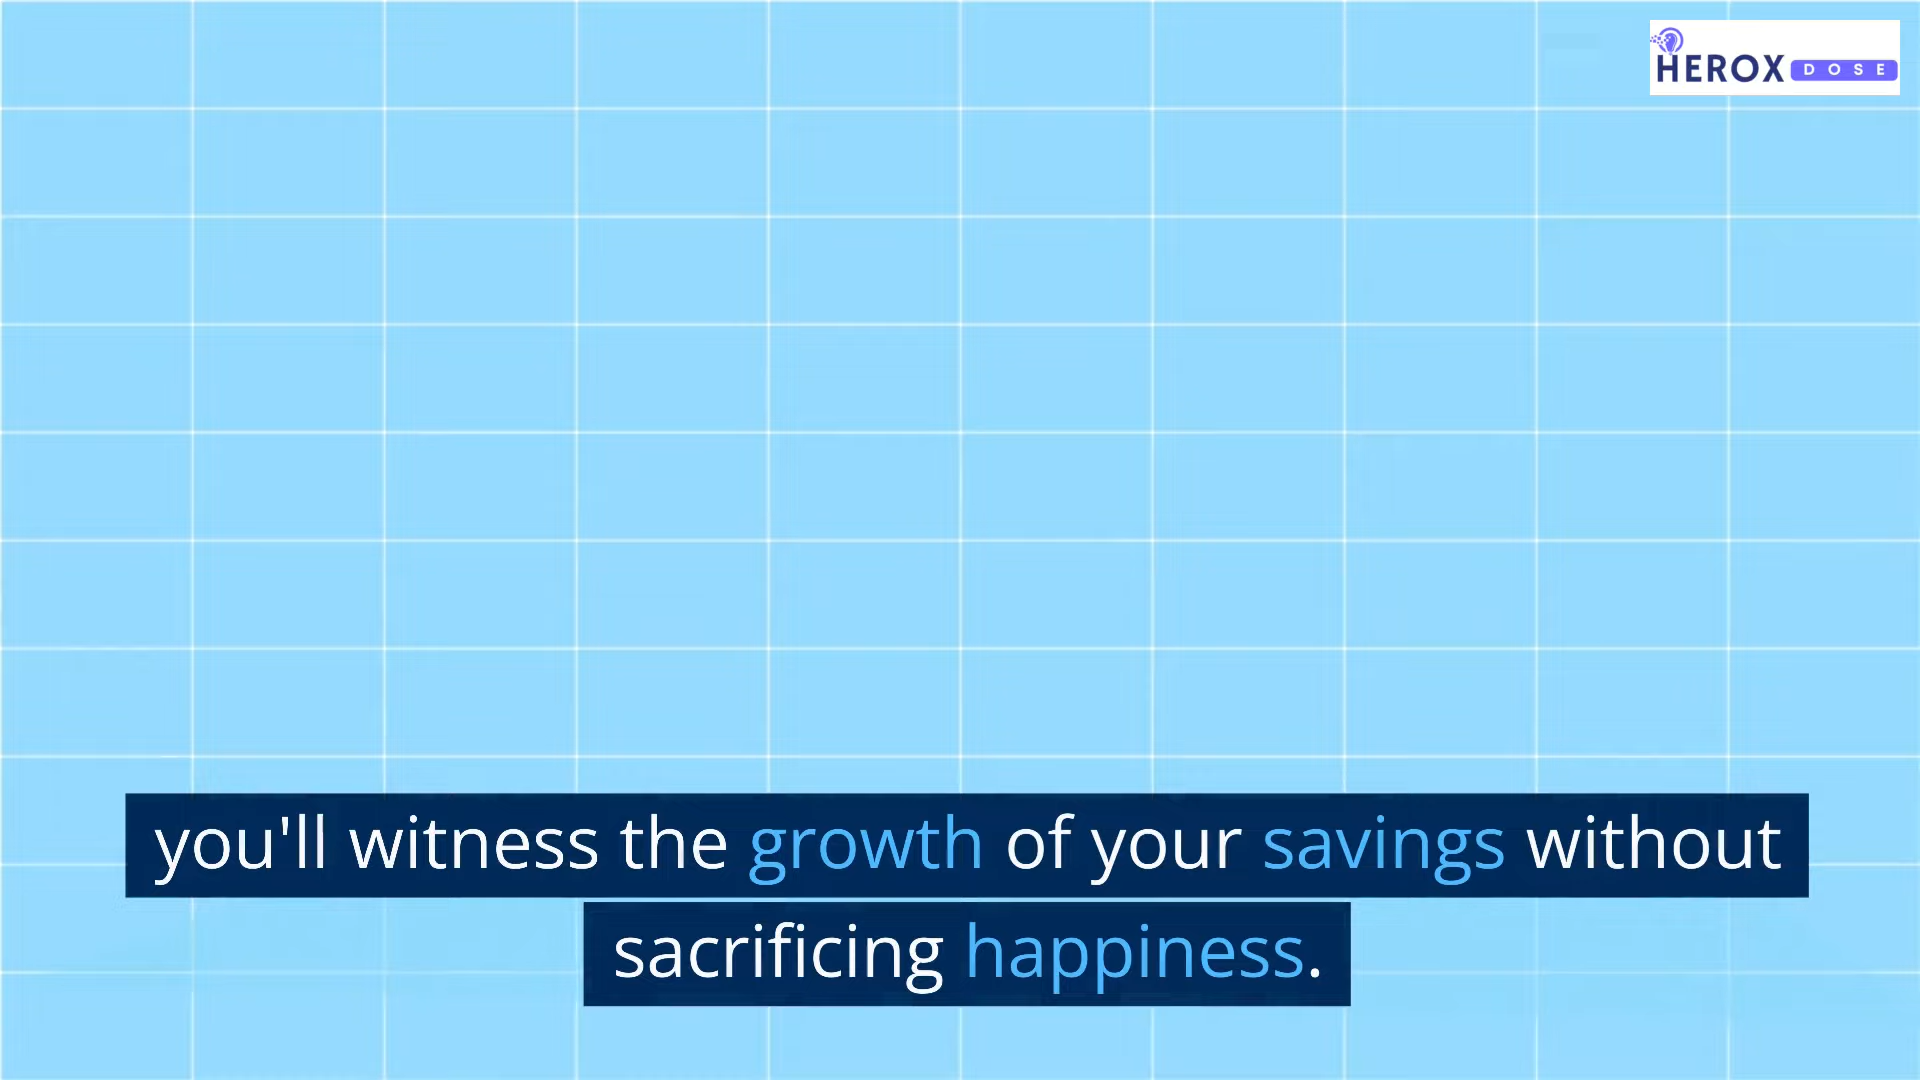 HEROX DOSE
you'll witness the growth of your savings without
sacrificing happiness.